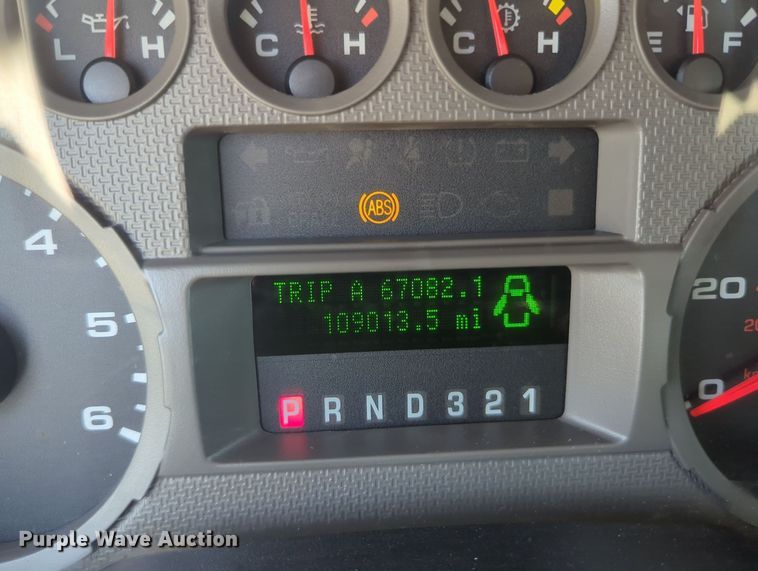 L H
C H
C H
E F
ABS
4
5
6
TRIP A 67082.1
109013.5 mi
P R N D 3 2 1
20
0
Purple Wave Auction